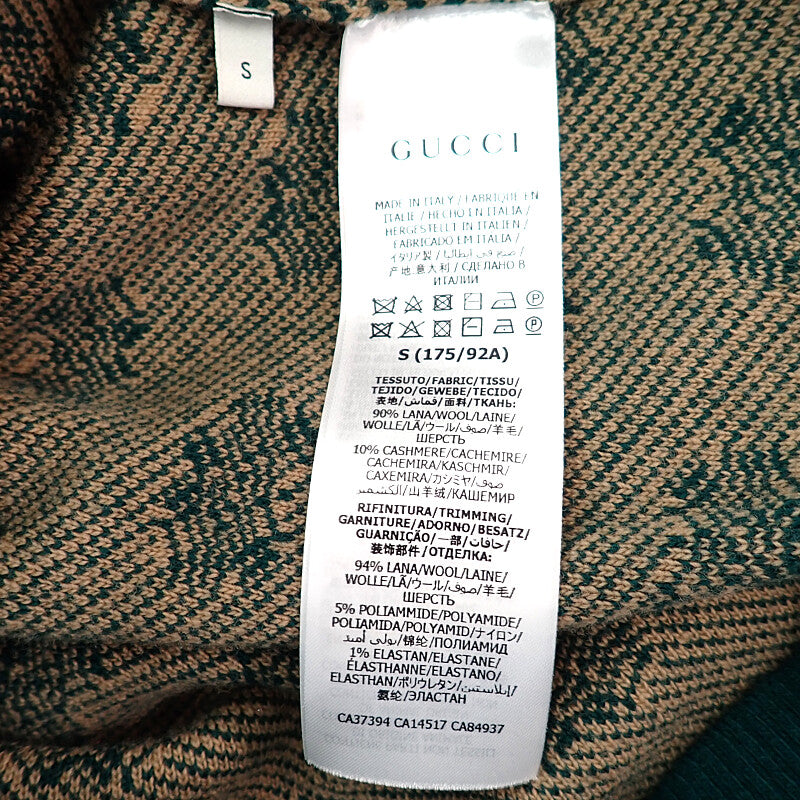 S
GUCCI
MADE IN ITALY / FABRIQUE EN
ITALIE / HECHO EN ITALIA /
HERGESTELLT IN ITALIEN /
FABRICADO EM ITALIA /
イタリア製 / صنع في ايطاليا /
产地:意大利 / СДЕЛАНО В
ИТАЛИИ
S (175/92A)
TESSUTO/FABRIC/TISSU/
TEJIDO/GEWEBE/TECIDO/
表地/قماش/面料/ТКАНЬ:
90% LANA/WOOL/LAINE/
WOLLE/LÃ/ウール/صوف/羊毛/
ШЕРСТЬ
10% CASHMERE/CACHEMIRE/
CACHEMIRA/KASCHMIR/
CAXEMIRA/カシミヤ/صوف
الكشمير/山羊绒/КАШЕМИР
RIFINITURA/TRIMMING/
GARNITURE/ADORNO/BESATZ/
GUARNIÇÃO/一部/حافات/
装饰部件/ОТДЕЛКА:
94% LANA/WOOL/LAINE/
WOLLE/LÃ/ウール/صوف/羊毛/
ШЕРСТЬ
5% POLIAMMIDE/POLYAMIDE/
POLIAMIDA/POLYAMID/ナイロン/
بولي أميد/锦纶/ПОЛИАМИД
1% ELASTAN/ELASTANE/
ÉLASTHANNE/ELASTANO/
ELASTHAN/ポリウレタン/إيلاستين/
氨纶/ЭЛАСТАН
CA37394 CA14517 CA84937